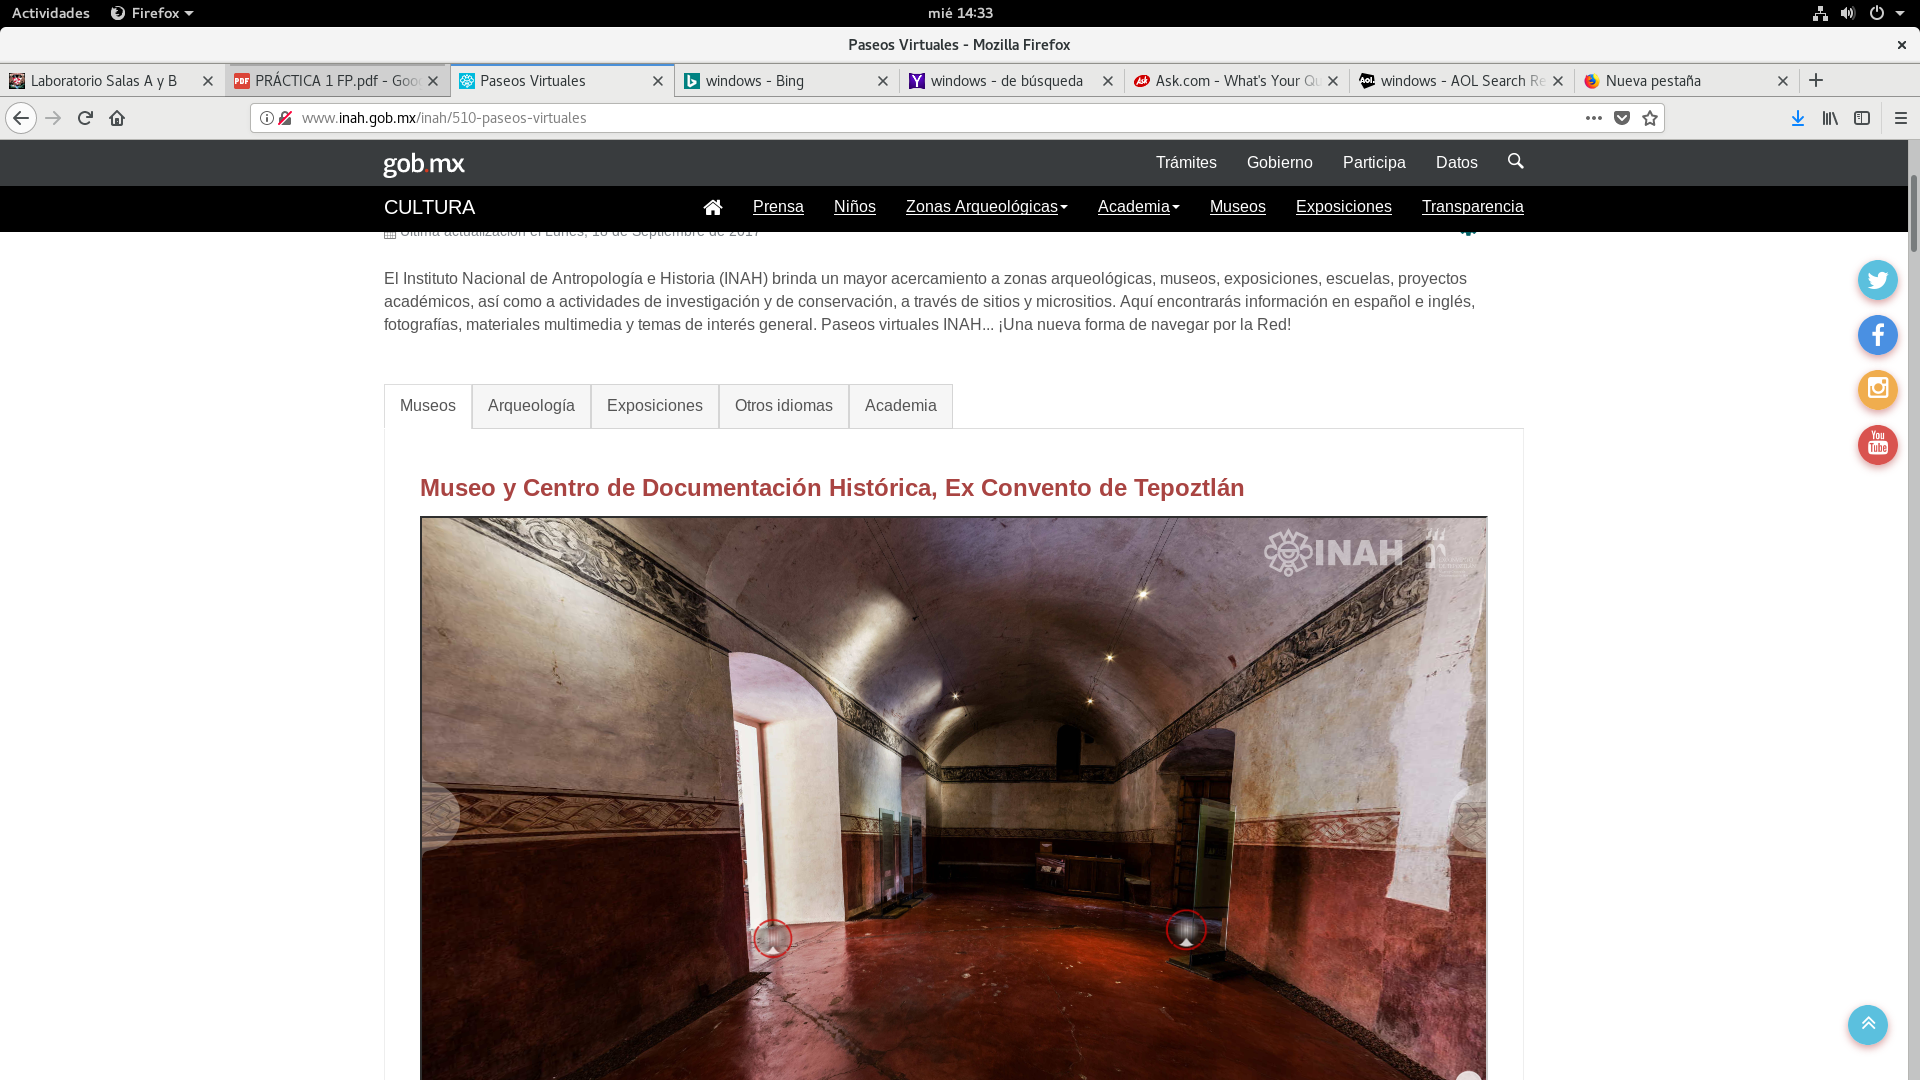 Actividades Firefox mié 14:33
Paseos Virtuales - Mozilla Firefox
Laboratorio Salas A y B PRÁCTICA 1 FP.pdf - Goo Paseos Virtuales windows - Bing windows - de búsqueda Ask.com - What's Your Qu windows - AOL Search Re Nueva pestaña
www.inah.gob.mx/inah/510-paseos-virtuales
gob.mx Trámites Gobierno Participa Datos
CULTURA Prensa Niños Zonas Arqueológicas Academia Museos Exposiciones Transparencia
Última actualización el Lunes, 18 de Septiembre de 2017
El Instituto Nacional de Antropología e Historia (INAH) brinda un mayor acercamiento a zonas arqueológicas, museos, exposiciones, escuelas, proyectos
académicos, así como a actividades de investigación y de conservación, a través de sitios y micrositios. Aquí encontrarás información en español e inglés,
fotografías, materiales multimedia y temas de interés general. Paseos virtuales INAH... ¡Una nueva forma de navegar por la Red!
Museos Arqueología Exposiciones Otros idiomas Academia
Museo y Centro de Documentación Histórica, Ex Convento de Tepoztlán
INAH
You
Tube